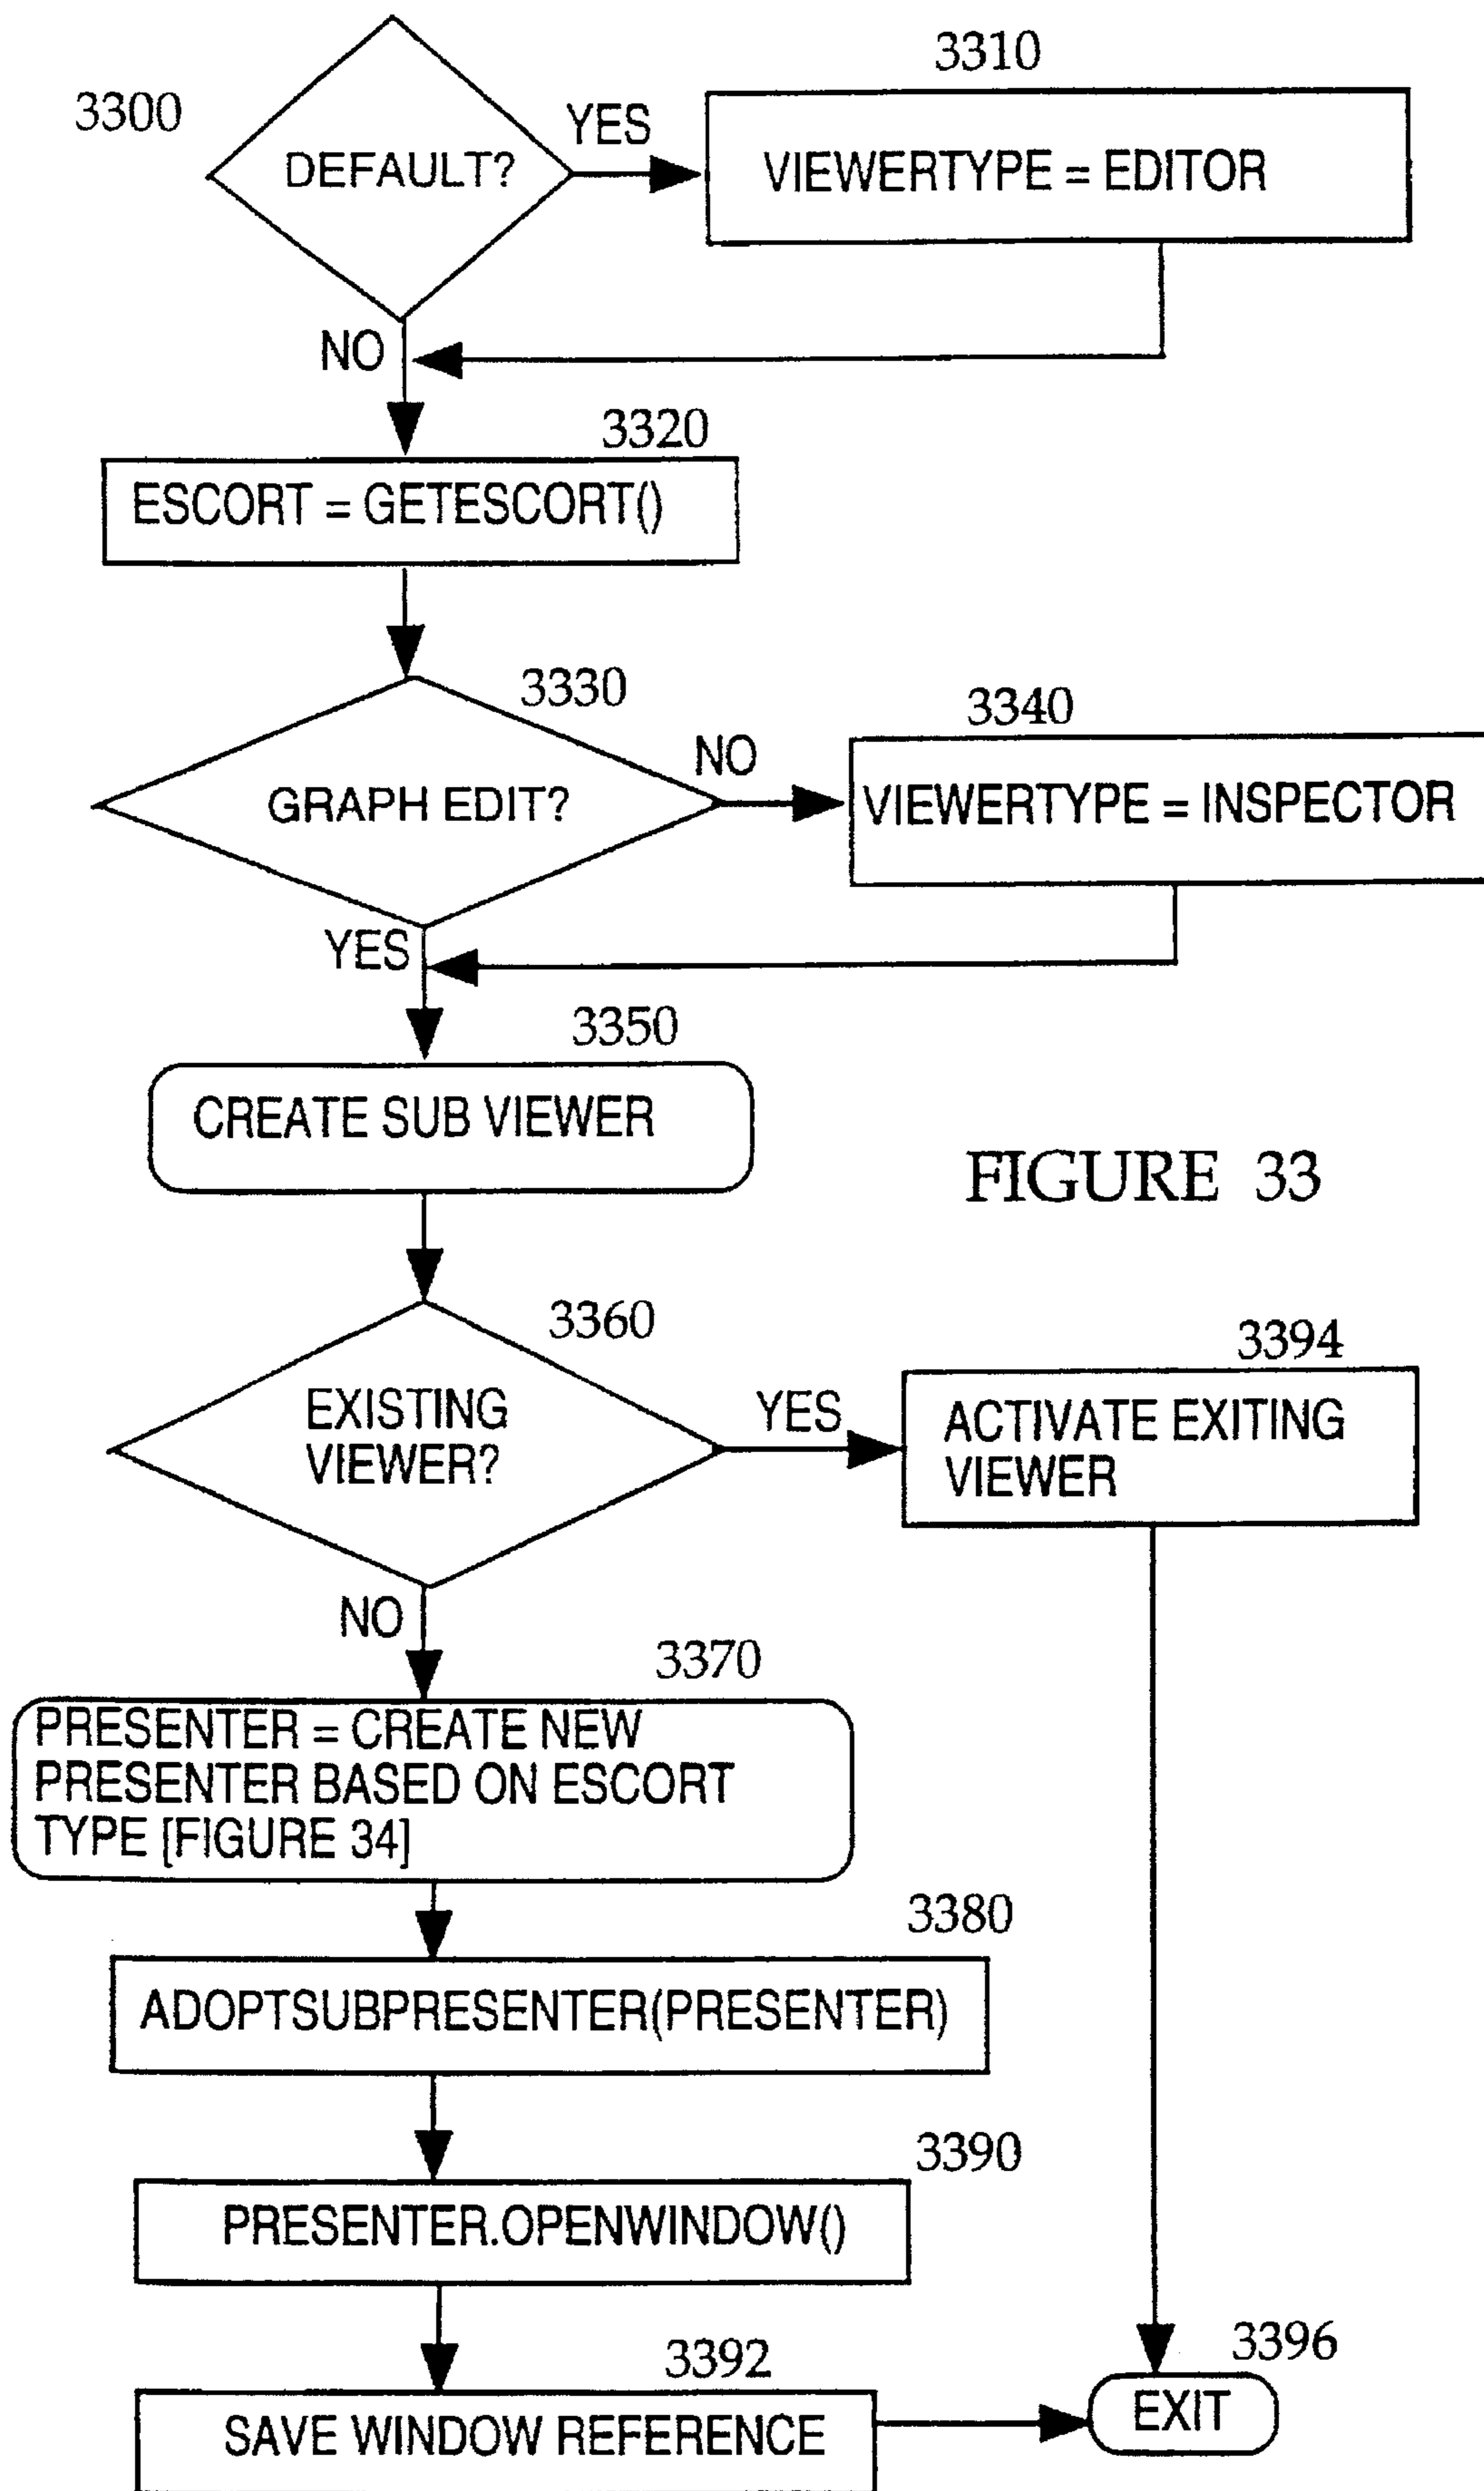 3300
DEFAULT?
YES
3310
VIEWERTYPE = EDITOR
NO
3320
ESCORT = GETESCORT()
3330
GRAPH EDIT?
NO
3340
VIEWERTYPE = INSPECTOR
YES
3350
CREATE SUB VIEWER
FIGURE 33
3360
EXISTING
VIEWER?
YES
3394
ACTIVATE EXITING
VIEWER
NO
3370
PRESENTER = CREATE NEW
PRESENTER BASED ON ESCORT
TYPE [FIGURE 34]
3380
ADOPTSUBPRESENTER(PRESENTER)
3390
PRESENTER.OPENWINDOW()
3392
SAVE WINDOW REFERENCE
3396
EXIT